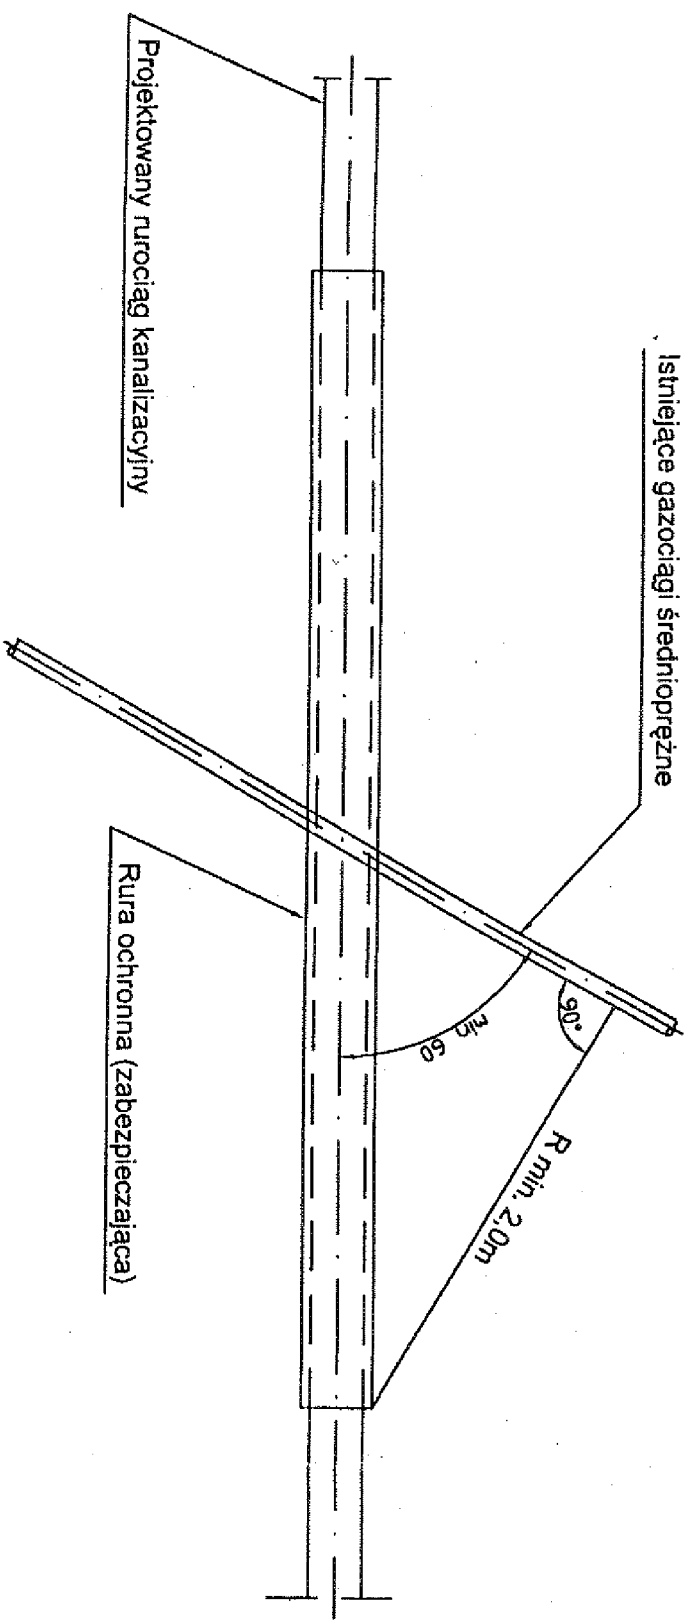 Istniejące gazociągi średnioprężne
Projektowany rurociąg kanalizacyjny
90°
min 60
R min. 2,0m
Rura ochronna (zabezpieczająca)